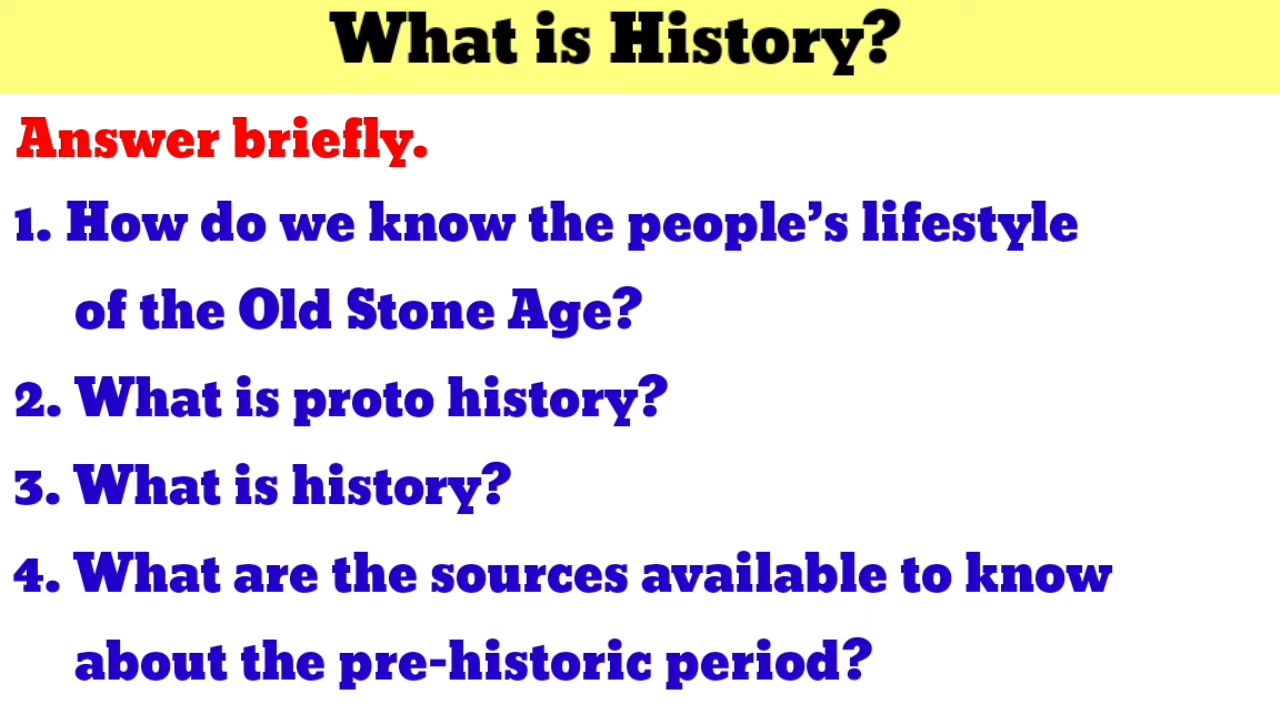 What is History?
Answer briefly.
1. How do we know the people’s lifestyle
of the Old Stone Age?
2. What is proto history?
3. What is history?
4. What are the sources available to know
about the pre-historic period?